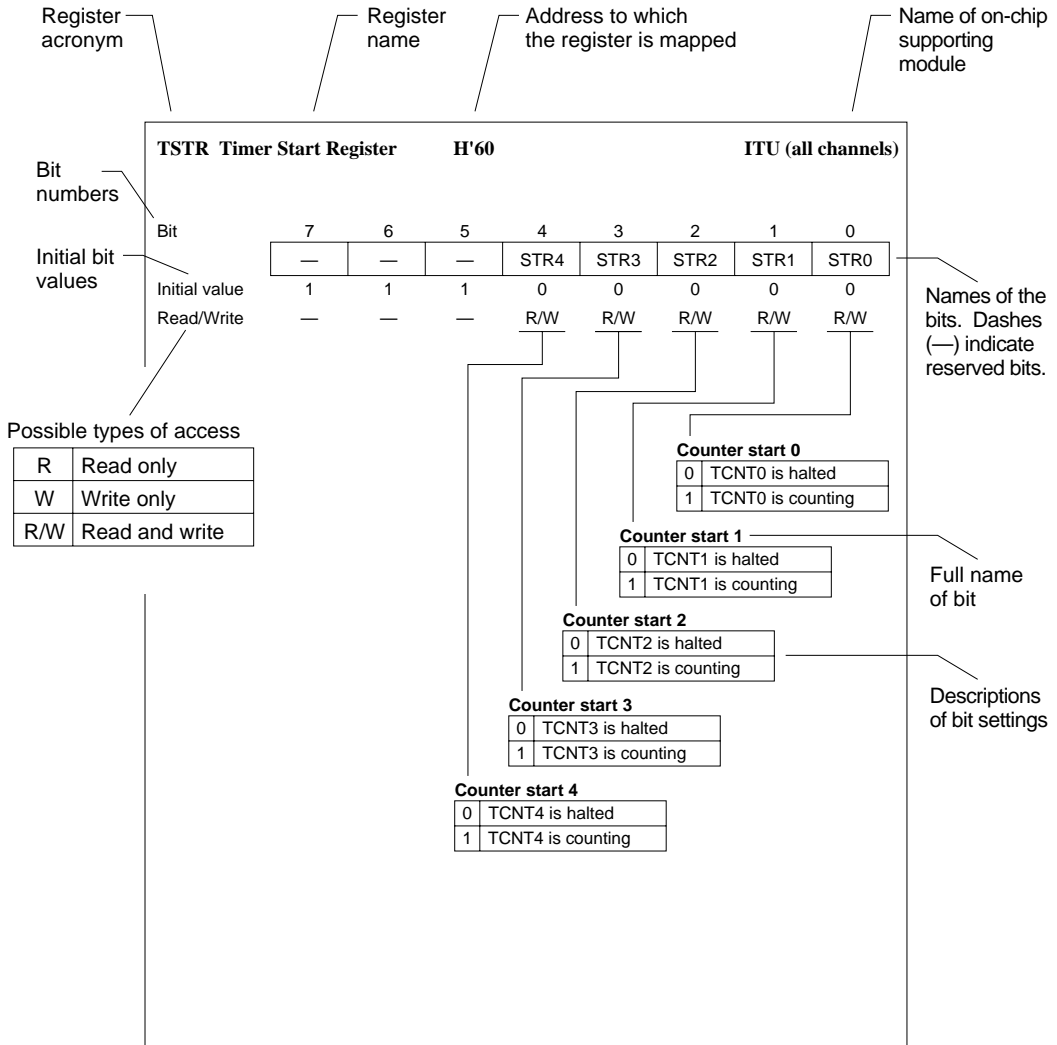 Register acronym
Register name
Address to which the register is mapped
Name of on-chip supporting module
TSTR Timer Start Register H'60 ITU (all channels)
Bit numbers
Bit 7 6 5 4 3 2 1 0
— — — STR4 STR3 STR2 STR1 STR0
Initial bit values
Initial value 1 1 1 0 0 0 0 0
Read/Write — — — R/W R/W R/W R/W R/W
Names of the bits. Dashes (—) indicate reserved bits.
Possible types of access
R Read only
W Write only
R/W Read and write
Counter start 0
0 TCNT0 is halted
1 TCNT0 is counting
Counter start 1
0 TCNT1 is halted
1 TCNT1 is counting
Full name of bit
Counter start 2
0 TCNT2 is halted
1 TCNT2 is counting
Descriptions of bit settings
Counter start 3
0 TCNT3 is halted
1 TCNT3 is counting
Counter start 4
0 TCNT4 is halted
1 TCNT4 is counting